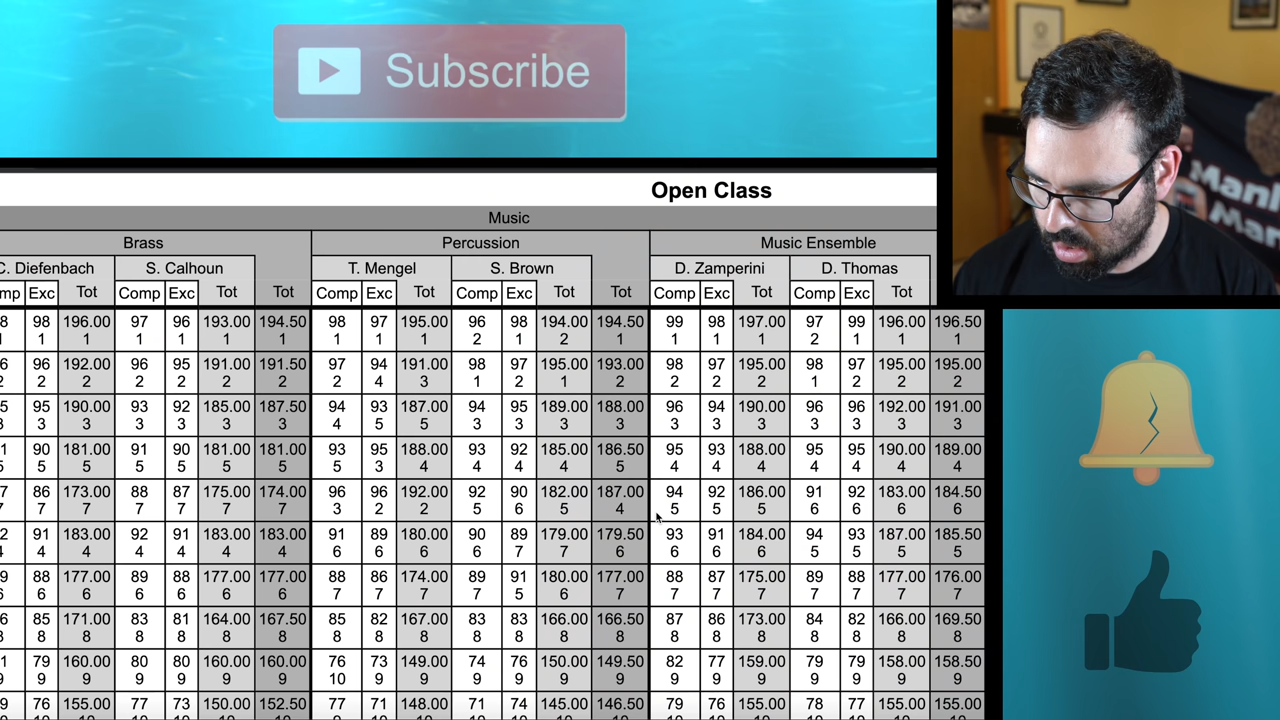 Subscribe
Open Class
Music
Brass Percussion Music Ensemble
C. Diefenbach S. Calhoun T. Mengel S. Brown D. Zamperini D. Thomas
Exc Tot Comp Exc Tot Tot Comp Exc Tot Comp Exc Tot Tot Comp Exc Tot Comp Exc Tot
98 196.00 97 96 193.00 194.50 98 97 195.00 96 98 194.00 194.50 99 98 197.00 97 99 196.00 196.50
1 1 1 1 1 1 1 1 1 2 1 2 1 1 1 1 2 1 1 1
96 192.00 96 95 191.00 191.50 97 94 191.00 98 97 195.00 193.00 98 97 195.00 98 97 195.00 195.00
2 2 2 2 2 2 2 4 3 1 2 1 2 2 2 2 1 2 2 2
95 190.00 93 92 185.00 187.50 94 93 187.00 94 95 189.00 188.00 96 94 190.00 96 96 192.00 191.00
3 3 3 3 3 3 4 5 5 3 3 3 3 3 3 3 3 3 3 3
90 181.00 91 90 181.00 181.00 93 95 188.00 93 92 185.00 186.50 95 93 188.00 95 95 190.00 189.00
5 5 5 5 5 5 5 3 4 4 4 4 5 4 4 4 4 4 4 4
86 173.00 88 87 175.00 174.00 96 96 192.00 92 90 182.00 187.00 94 92 186.00 91 92 183.00 184.50
7 7 7 7 7 7 3 2 2 5 6 5 4 5 5 5 6 6 6 6
91 183.00 92 91 183.00 183.00 91 89 180.00 90 89 179.00 179.50 93 91 184.00 94 93 187.00 185.50
4 4 4 4 4 4 6 6 6 6 7 7 6 6 6 6 5 5 5 5
88 177.00 89 88 177.00 177.00 88 86 174.00 89 91 180.00 177.00 88 87 175.00 89 88 177.00 176.00
6 6 6 6 6 6 7 7 7 7 5 6 7 7 7 7 7 7 7 7
85 171.00 83 81 164.00 167.50 85 82 167.00 83 83 166.00 166.50 87 86 173.00 84 82 166.00 169.50
8 8 8 8 8 8 8 8 8 8 8 8 8 8 8 8 8 8 8 8
79 160.00 80 80 160.00 160.00 76 73 149.00 74 76 150.00 149.50 82 77 159.00 79 79 158.00 158.50
9 9 9 9 9 9 10 9 9 9 9 9 9 9 9 9 9 9 9 9
76 155.00 77 73 150.00 152.50 77 71 148.00 71 74 145.00 146.50 79 76 155.00 78 77 155.00 155.00